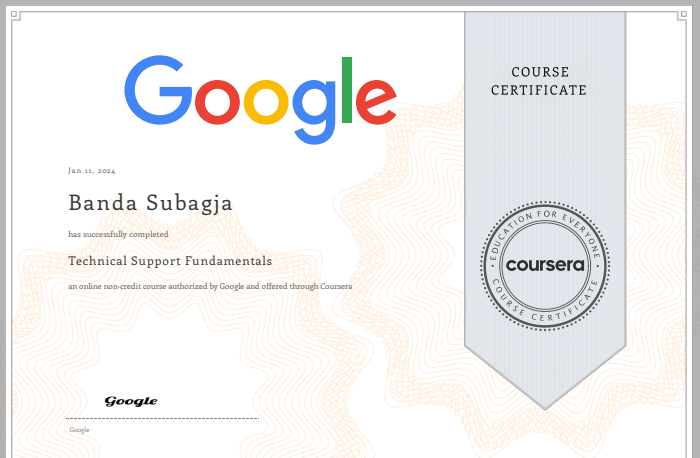 Google
COURSE
CERTIFICATE
Jan 11, 2024
Banda Subagja
has successfully completed
Technical Support Fundamentals
an online non-credit course authorized by Google and offered through Coursera
EDUCATION FOR EVERYONE
coursera
COURSE CERTIFICATE
Google
Google